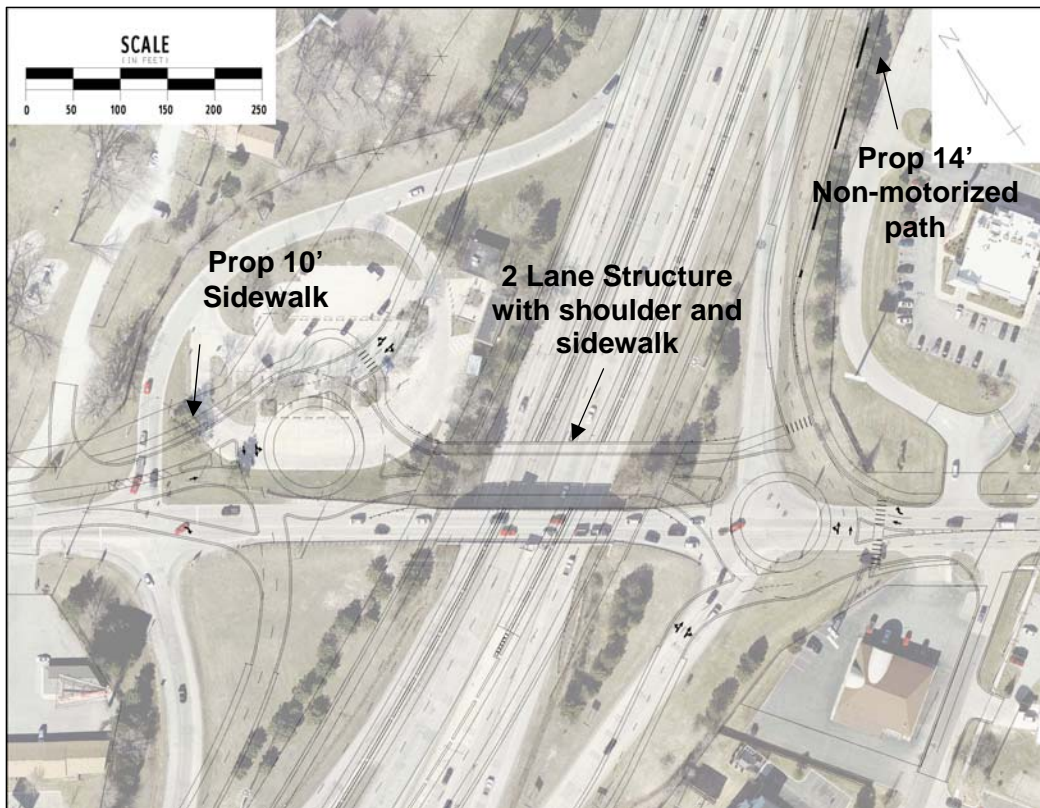 SCALE
(IN FEET)
0 50 100 150 200 250
N
Prop 14’
Non-motorized
path
Prop 10’
Sidewalk
2 Lane Structure
with shoulder and
sidewalk